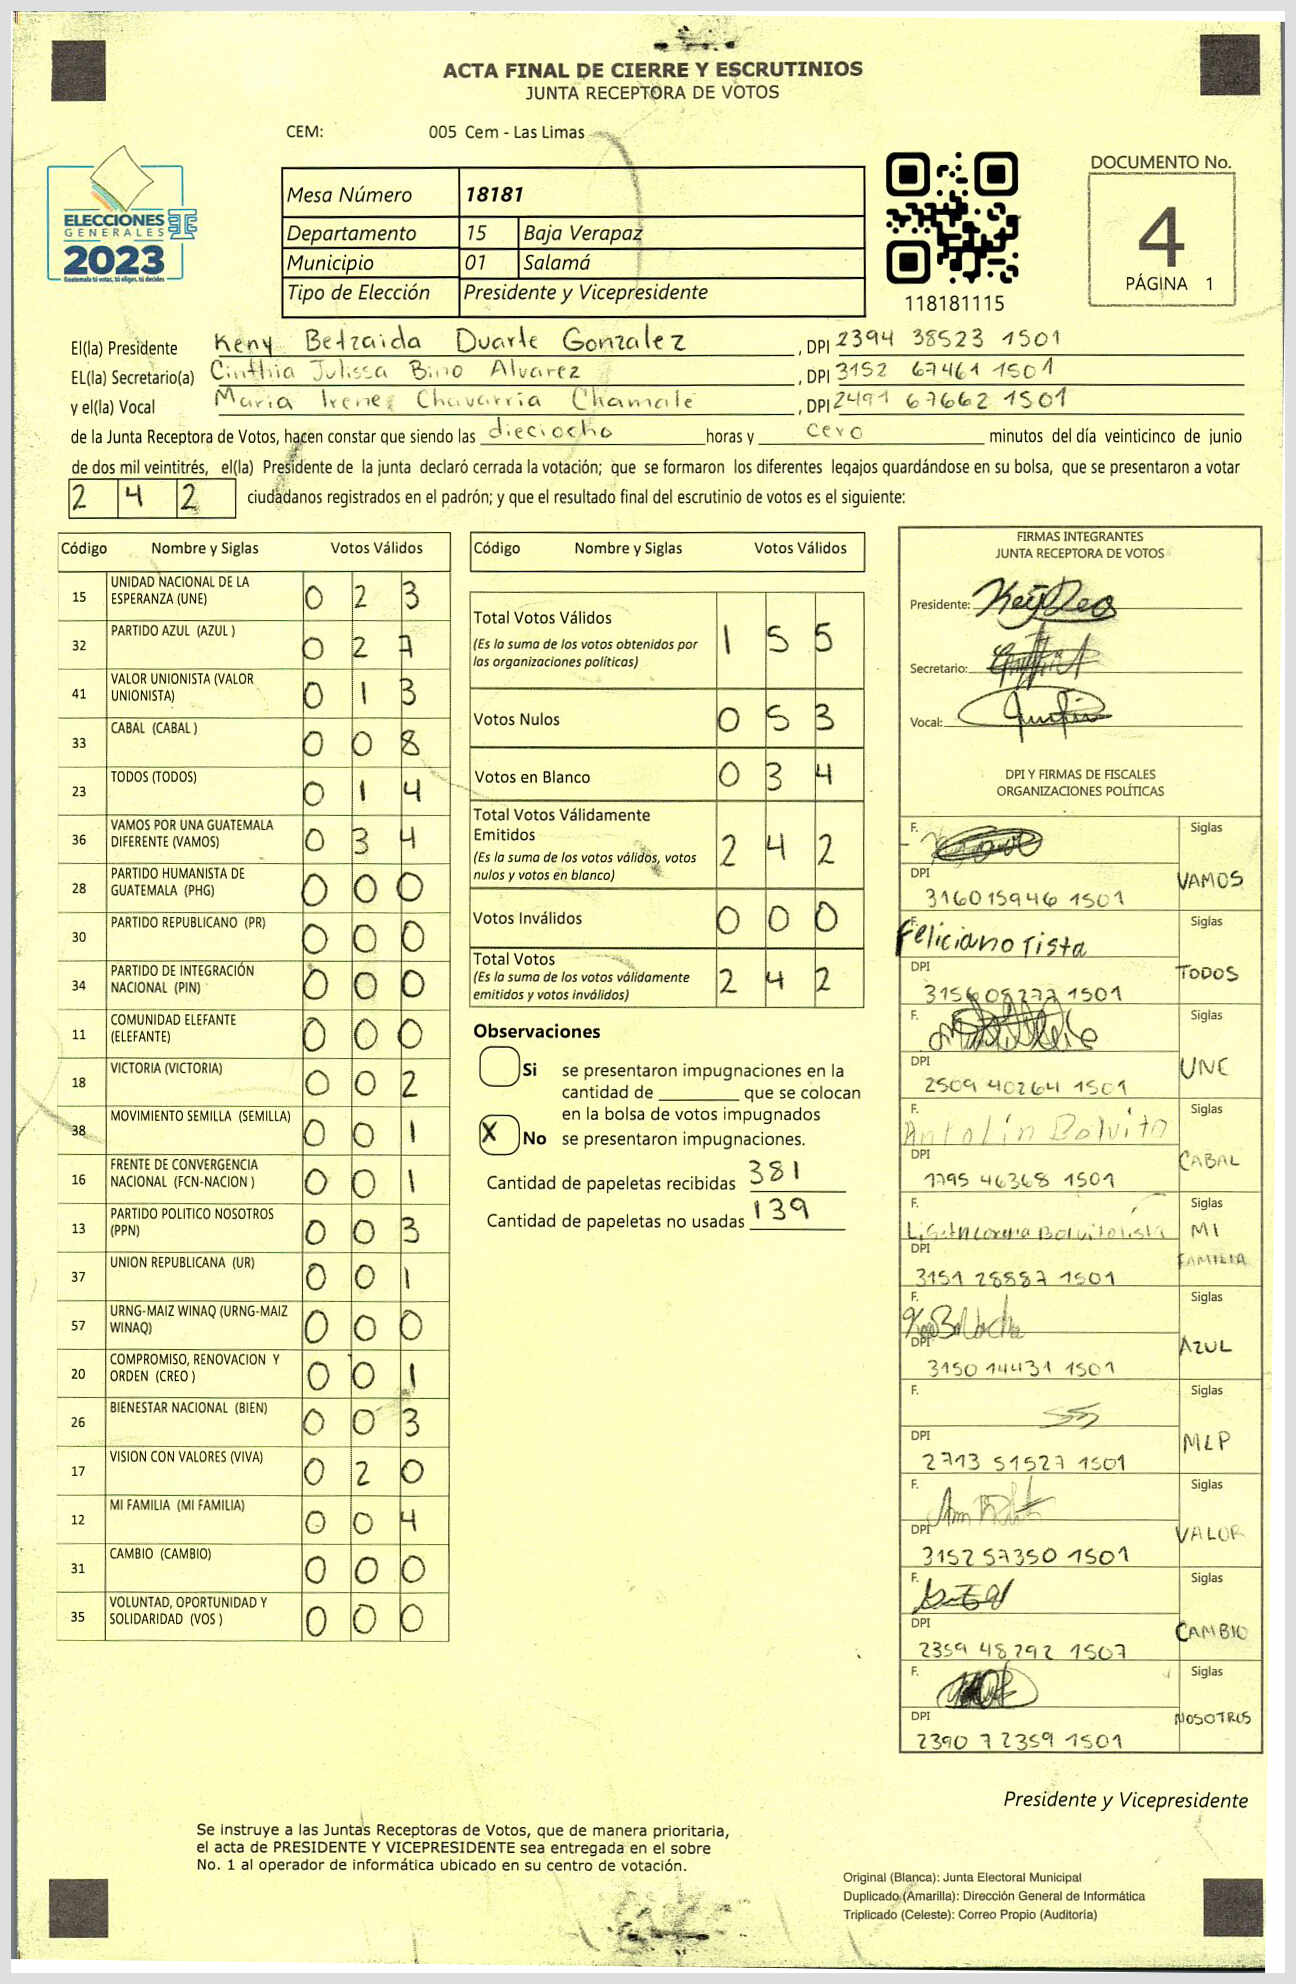 ACTA FINAL DE CIERRE Y ESCRUTINIOS
JUNTA RECEPTORA DE VOTOS
CEM: 005 Cem - Las Limas
ELECCIONES
GENERALES
2023
Guatemala tú votas, tú eliges, tú decides
Mesa Número 18181
Departamento 15 Baja Verapaz
Municipio 01 Salamá
Tipo de Elección Presidente y Vicepresidente
118181115
DOCUMENTO No.
4
PÁGINA 1
El(la) Presidente Keny Betzaida Duarte Gonzalez, DPI 2394 38523 1501
EL(la) Secretario(a) Cinthia Julissa Bino Alvarez, DPI 3152 67461 1501
y el(la) Vocal Maria Irene Chavarria Chamale, DPI 2491 67662 1501
de la Junta Receptora de Votos, hacen constar que siendo las dieciocho horas y cero minutos del día veinticinco de junio
de dos mil veintitrés, el(la) Presidente de la junta declaró cerrada la votación; que se formaron los diferentes legajos guardándose en su bolsa, que se presentaron a votar
2 4 2 ciudadanos registrados en el padrón; y que el resultado final del escrutinio de votos es el siguiente:
Código Nombre y Siglas Votos Válidos
15 UNIDAD NACIONAL DE LA ESPERANZA (UNE) 0 2 3
32 PARTIDO AZUL (AZUL ) 0 2 7
41 VALOR UNIONISTA (VALOR UNIONISTA) 0 1 3
33 CABAL (CABAL ) 0 0 8
23 TODOS (TODOS) 0 1 4
36 VAMOS POR UNA GUATEMALA DIFERENTE (VAMOS) 0 3 4
28 PARTIDO HUMANISTA DE GUATEMALA (PHG) 0 0 0
30 PARTIDO REPUBLICANO (PR) 0 0 0
34 PARTIDO DE INTEGRACIÓN NACIONAL (PIN) 0 0 0
11 COMUNIDAD ELEFANTE (ELEFANTE) 0 0 0
18 VICTORIA (VICTORIA) 0 0 2
38 MOVIMIENTO SEMILLA (SEMILLA) 0 0 1
16 FRENTE DE CONVERGENCIA NACIONAL (FCN-NACION ) 0 0 1
13 PARTIDO POLITICO NOSOTROS (PPN) 0 0 3
37 UNION REPUBLICANA (UR) 0 0 1
57 URNG-MAIZ WINAQ (URNG-MAIZ WINAQ) 0 0 0
20 COMPROMISO, RENOVACION Y ORDEN (CREO ) 0 0 1
26 BIENESTAR NACIONAL (BIEN) 0 0 3
17 VISION CON VALORES (VIVA) 0 2 0
12 MI FAMILIA (MI FAMILIA) 0 0 4
31 CAMBIO (CAMBIO) 0 0 0
35 VOLUNTAD, OPORTUNIDAD Y SOLIDARIDAD (VOS ) 0 0 0
Código Nombre y Siglas Votos Válidos
Total Votos Válidos 1 5 5
(Es la suma de los votos obtenidos por
las organizaciones políticas)
Votos Nulos 0 5 3
Votos en Blanco 0 3 4
Total Votos Válidamente
Emitidos 2 4 2
(Es la suma de los votos válidos, votos
nulos y votos en blanco)
Votos Inválidos 0 0 0
Total Votos 2 4 2
(Es la suma de los votos válidamente
emitidos y votos inválidos)
Observaciones
Si se presentaron impugnaciones en la
cantidad de ________ que se colocan
en la bolsa de votos impugnados
X No se presentaron impugnaciones.
Cantidad de papeletas recibidas 381
Cantidad de papeletas no usadas 139
FIRMAS INTEGRANTES
JUNTA RECEPTORA DE VOTOS
Presidente:
Secretario:
Vocal:
DPI Y FIRMAS DE FISCALES
ORGANIZACIONES POLÍTICAS
F. Siglas
DPI VAMOS
316015946 1501
F. Siglas
Feliciano Tista
DPI TODOS
315608277 1501
F. Siglas
DPI UNE
2509 40264 1501
F. Siglas
Antolín Bolvito
DPI CABAL
1795 46368 1501
F. Siglas
MI
DPI FAMILIA
3151 28887 1501
F. Siglas
DPI AZUL
3150 14431 1501
F. Siglas
DPI MLP
2713 51527 1501
F. Siglas
DPI VALOR
3152 57350 1501
F. Siglas
DPI CAMBIO
2359 48292 1507
F. Siglas
DPI NOSOTROS
2390 72359 1501
Presidente y Vicepresidente
Se instruye a las Juntas Receptoras de Votos, que de manera prioritaria,
el acta de PRESIDENTE Y VICEPRESIDENTE sea entregada en el sobre
No. 1 al operador de informática ubicado en su centro de votación.
Original (Blanca): Junta Electoral Municipal
Duplicado (Amarilla): Dirección General de Informática
Triplicado (Celeste): Correo Propio (Auditoría)